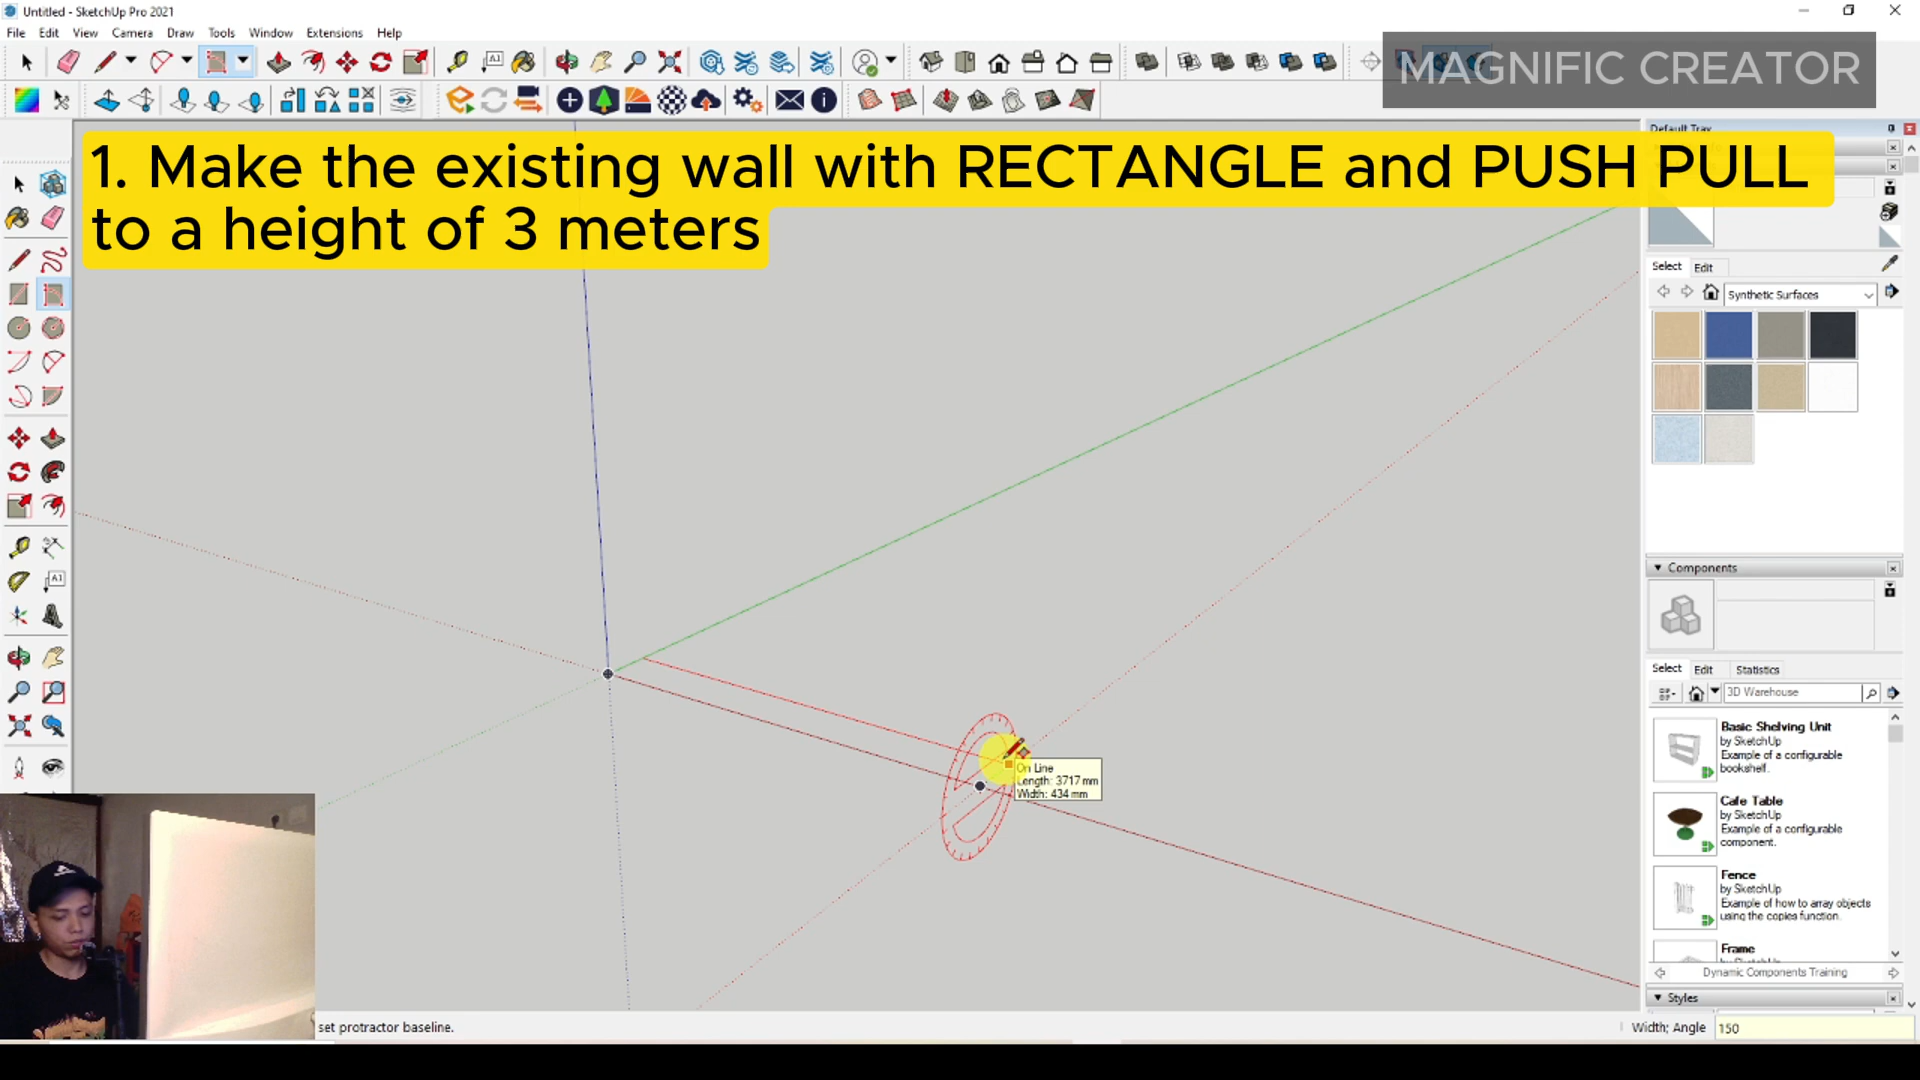 Untitled - SketchUp Pro 2021
File Edit View Camera Draw Tools Window Extensions Help
MAGNIFIC CREATOR
Default Tray
1. Make the existing wall with RECTANGLE and PUSH PULL
to a height of 3 meters
Select Edit
Synthetic Surfaces
A1
Components
Select Edit Statistics
3D Warehouse
Basic Shelving Unit
by SketchUp
Example of a configurable
bookshelf.
Cafe Table
by SketchUp
Example of a configurable
component.
Fence
by SketchUp
Example of how to array objects
using the copies function.
Frame
Dynamic Components Training
Styles
On Line
Length: 3717 mm
Width: 434 mm
set protractor baseline.
Width; Angle 150